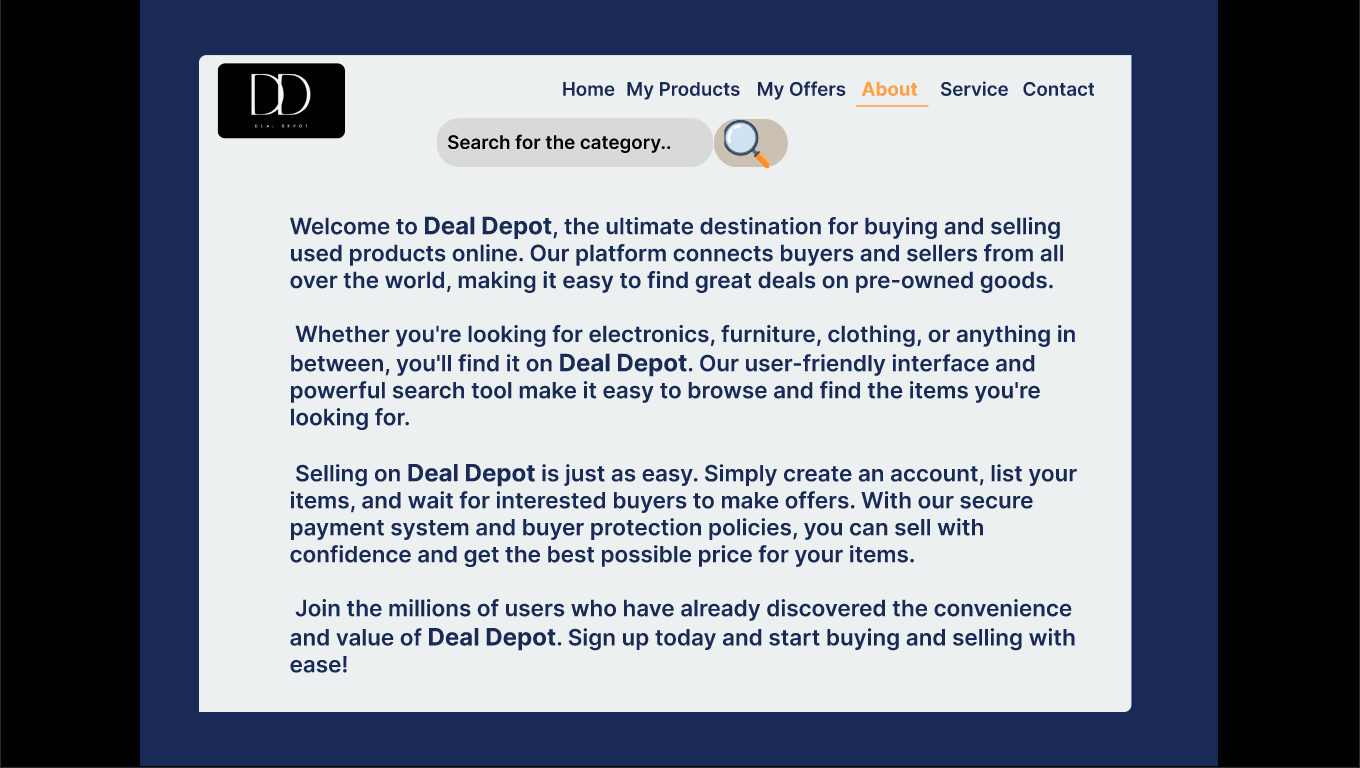 DD
DEAL DEPOT
Home My Products My Offers About Service Contact
Search for the category..
Welcome to Deal Depot, the ultimate destination for buying and selling
used products online. Our platform connects buyers and sellers from all
over the world, making it easy to find great deals on pre-owned goods.
Whether you're looking for electronics, furniture, clothing, or anything in
between, you'll find it on Deal Depot. Our user-friendly interface and
powerful search tool make it easy to browse and find the items you're
looking for.
Selling on Deal Depot is just as easy. Simply create an account, list your
items, and wait for interested buyers to make offers. With our secure
payment system and buyer protection policies, you can sell with
confidence and get the best possible price for your items.
Join the millions of users who have already discovered the convenience
and value of Deal Depot. Sign up today and start buying and selling with
ease!